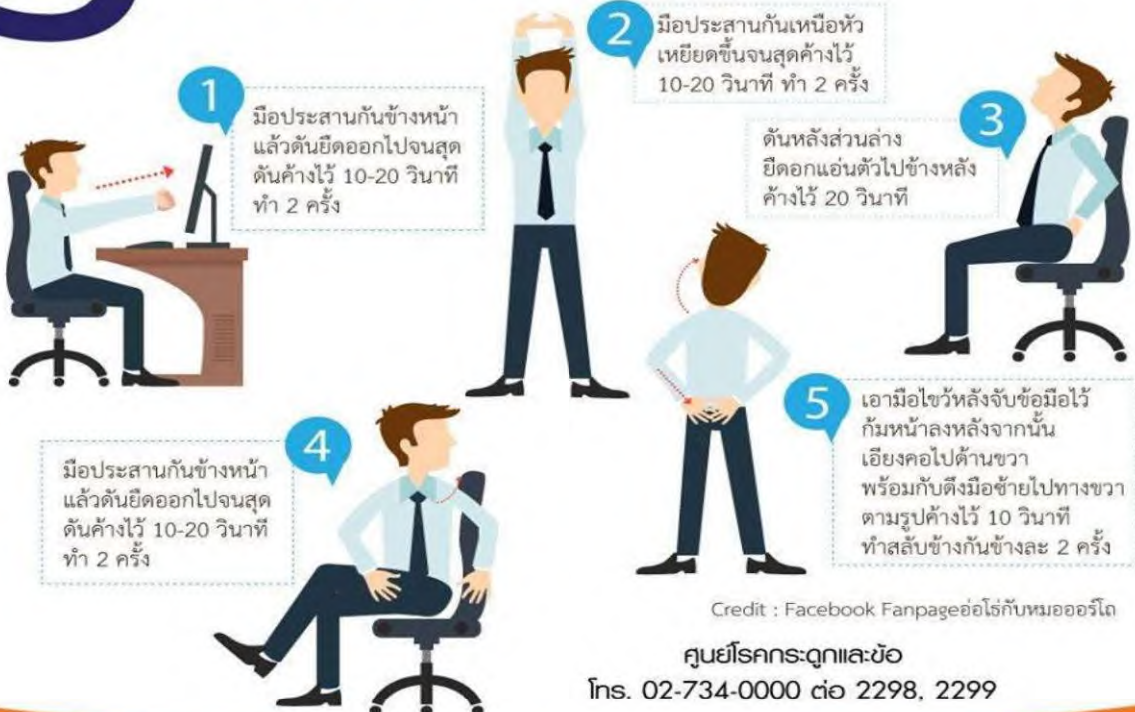 1
มือประสานกันข้างหน้า
แล้วดันยืดออกไปจนสุด
ดันค้างไว้ 10-20 วินาที
ทำ 2 ครั้ง
2
มือประสานกันเหนือหัว
เหยียดขึ้นจนสุดค้างไว้
10-20 วินาที ทำ 2 ครั้ง
3
ดันหลังส่วนล่าง
ยืดอกแอ่นตัวไปข้างหลัง
ค้างไว้ 20 วินาที
4
มือประสานกันข้างหน้า
แล้วดันยืดออกไปจนสุด
ดันค้างไว้ 10-20 วินาที
ทำ 2 ครั้ง
5
เอามือไขว้หลังจับข้อมือไว้
ก้มหน้าลงหลังจากนั้น
เอียงคอไปด้านขวา
พร้อมกับดึงมือซ้ายไปทางขวา
ตามรูปค้างไว้ 10 วินาที
ทำสลับข้างกันข้างละ 2 ครั้ง
Credit : Facebook Fanpageอ่อโธ่กับหมอออร์โถ
ศูนย์โรคกระดูกและข้อ
โทร. 02-734-0000 ต่อ 2298, 2299